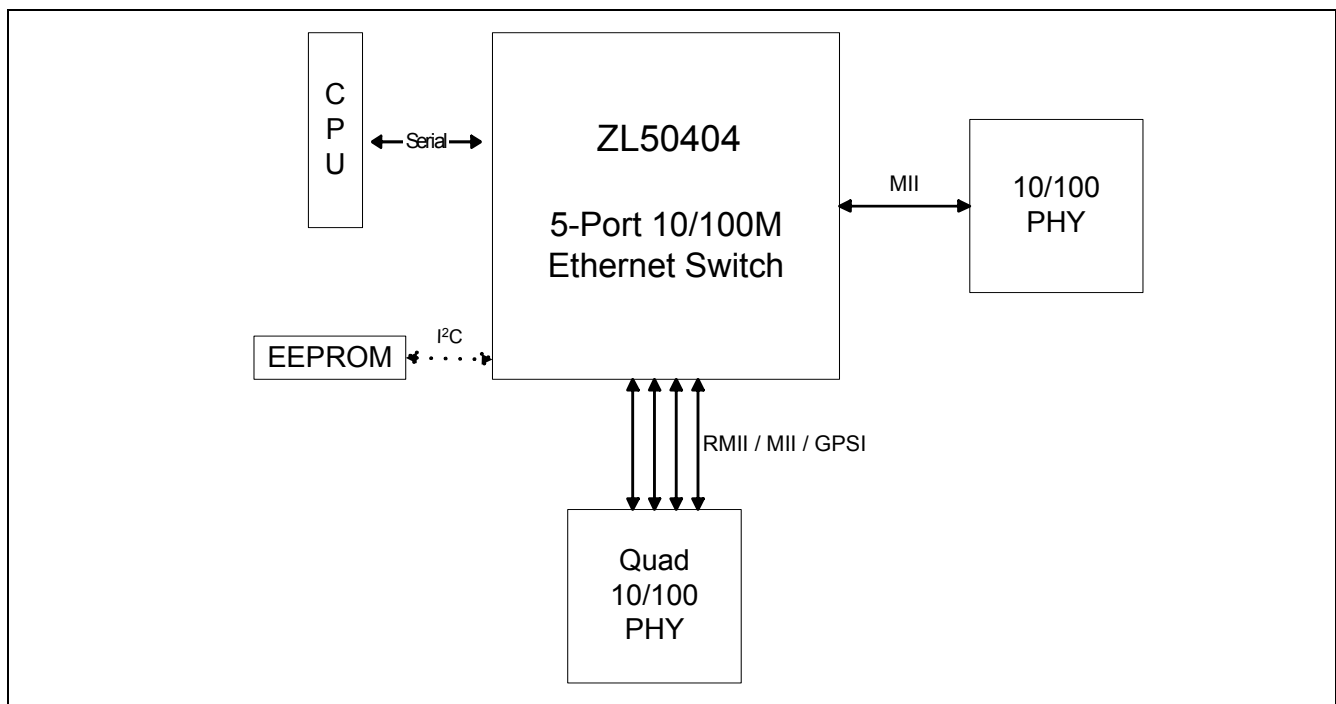 C
P
U
Serial
ZL50404
5-Port 10/100M
Ethernet Switch
MII
10/100
PHY
EEPROM
I²C
RMII / MII / GPSI
Quad
10/100
PHY